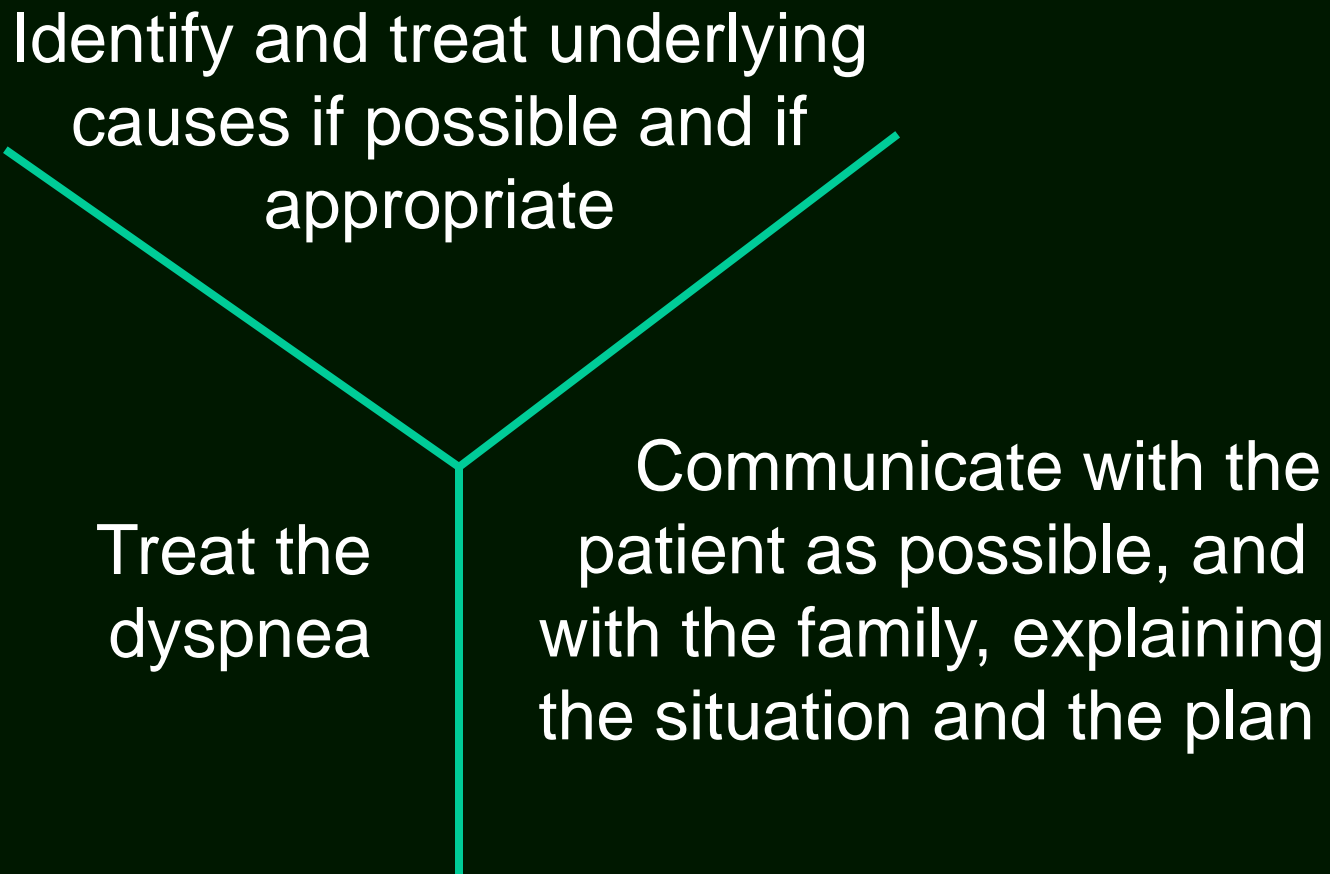 Identify and treat underlying
causes if possible and if
appropriate
Treat the
dyspnea
Communicate with the
patient as possible, and
with the family, explaining
the situation and the plan